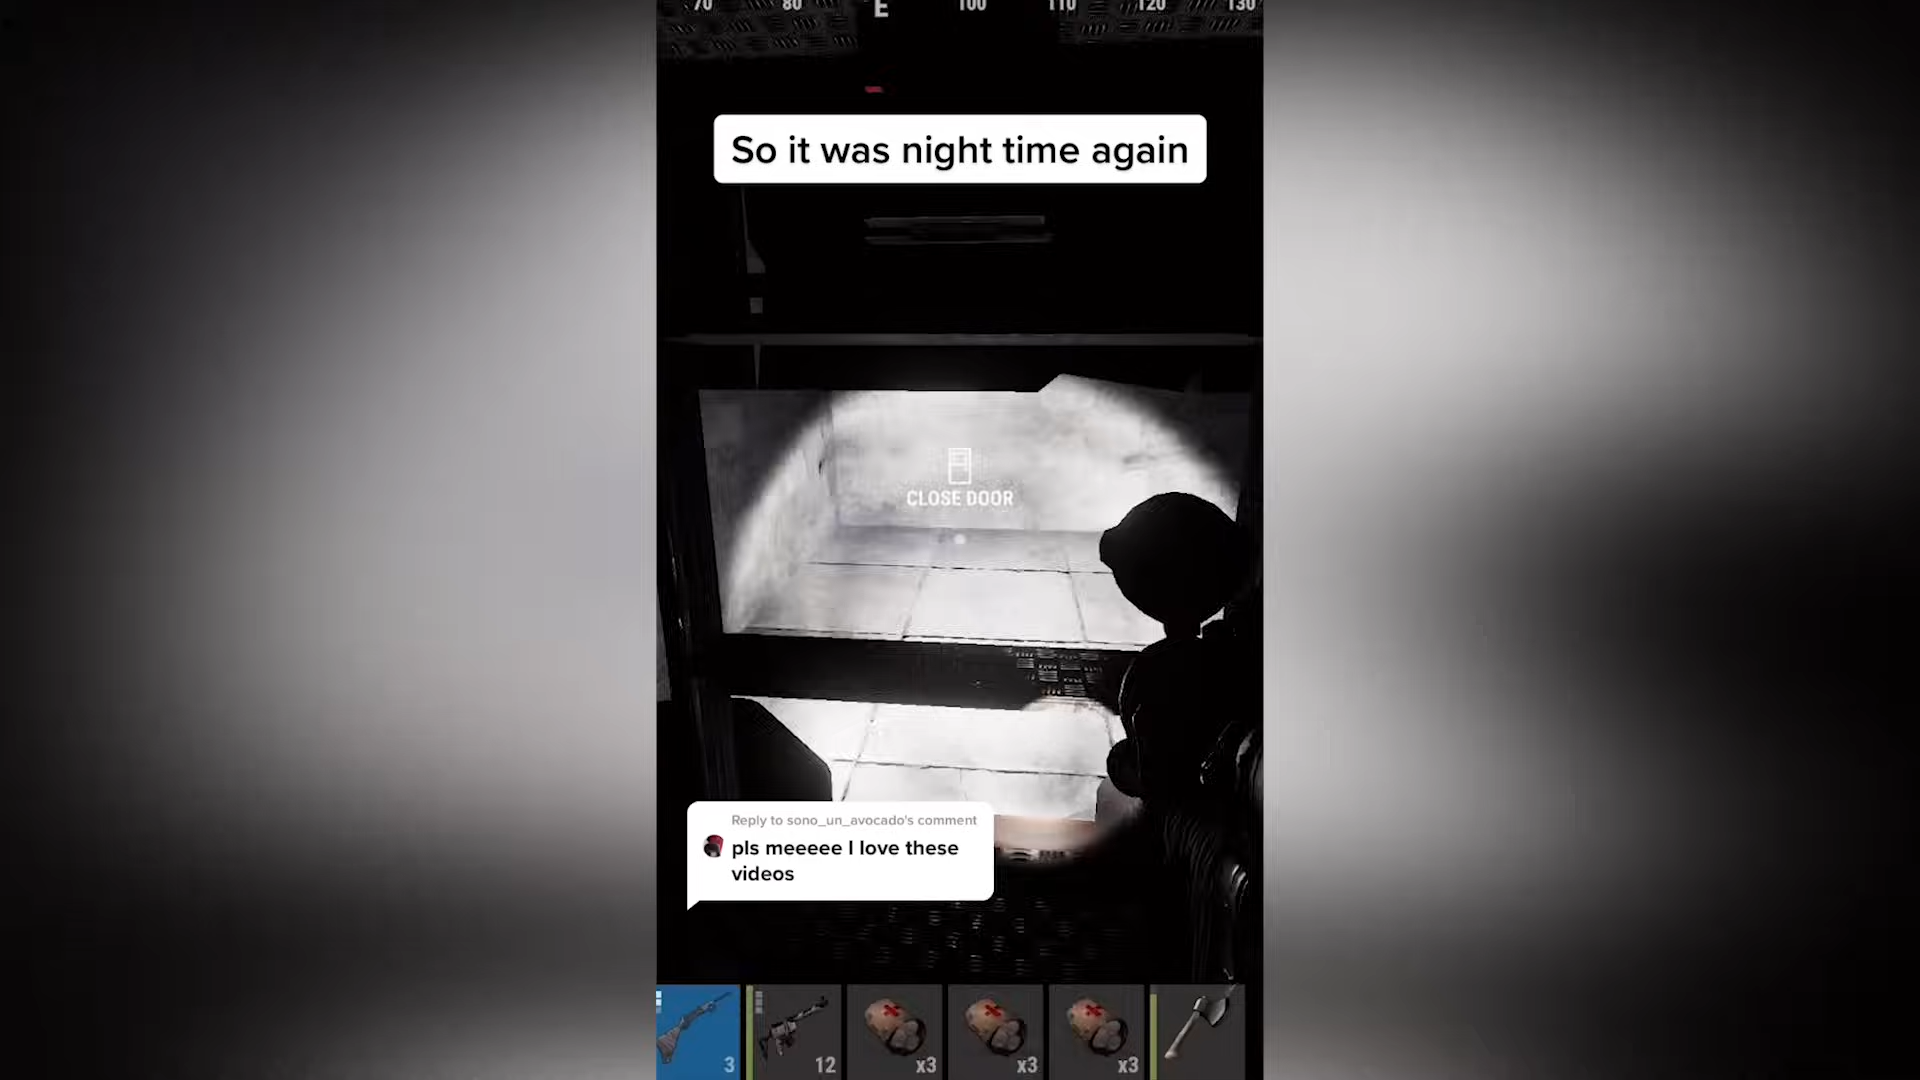 70 80 E 100 110 120 130
So it was night time again
CLOSE DOOR
Reply to sono_un_avocado's comment
pls meeeee I love these
videos
3 12 x3 x3 x3